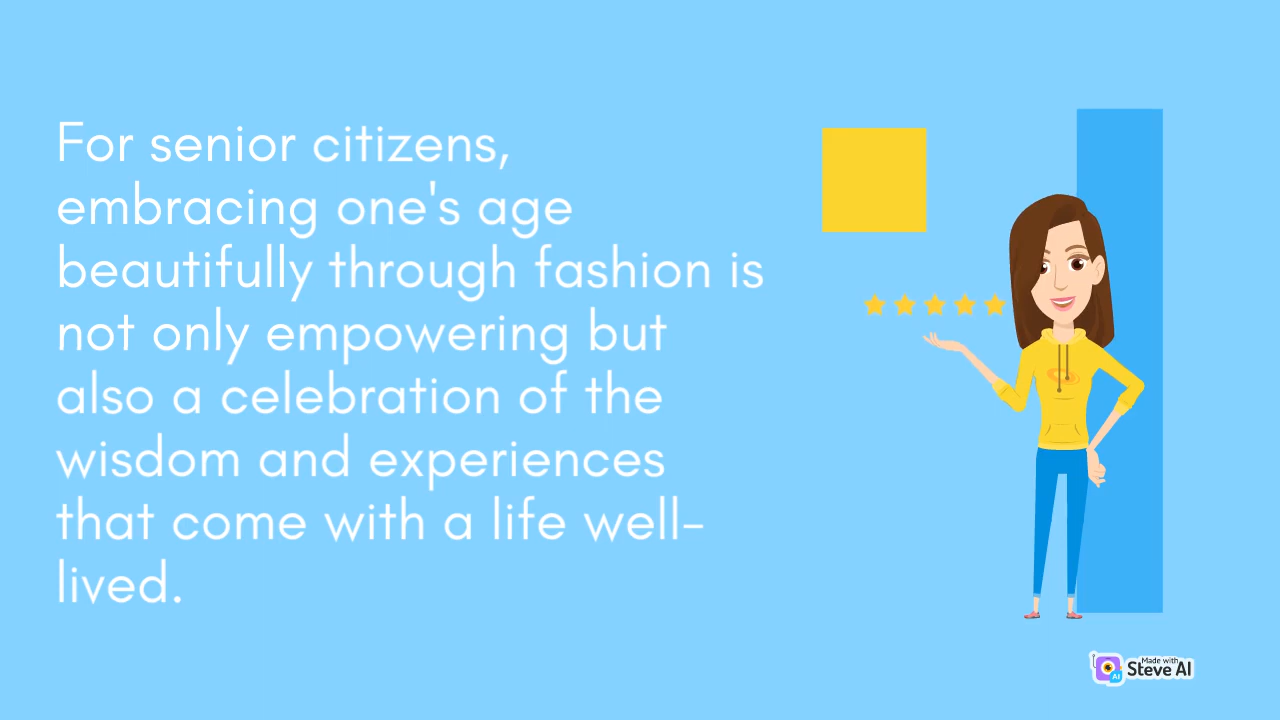 For senior citizens,
embracing one's age
beautifully through fashion is
not only empowering but
also a celebration of the
wisdom and experiences
that come with a life well-
lived.
Made with
Steve AI
AI